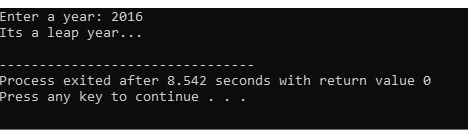 Enter a year: 2016
Its a leap year...
--------------------------------
Process exited after 8.542 seconds with return value 0
Press any key to continue . . .